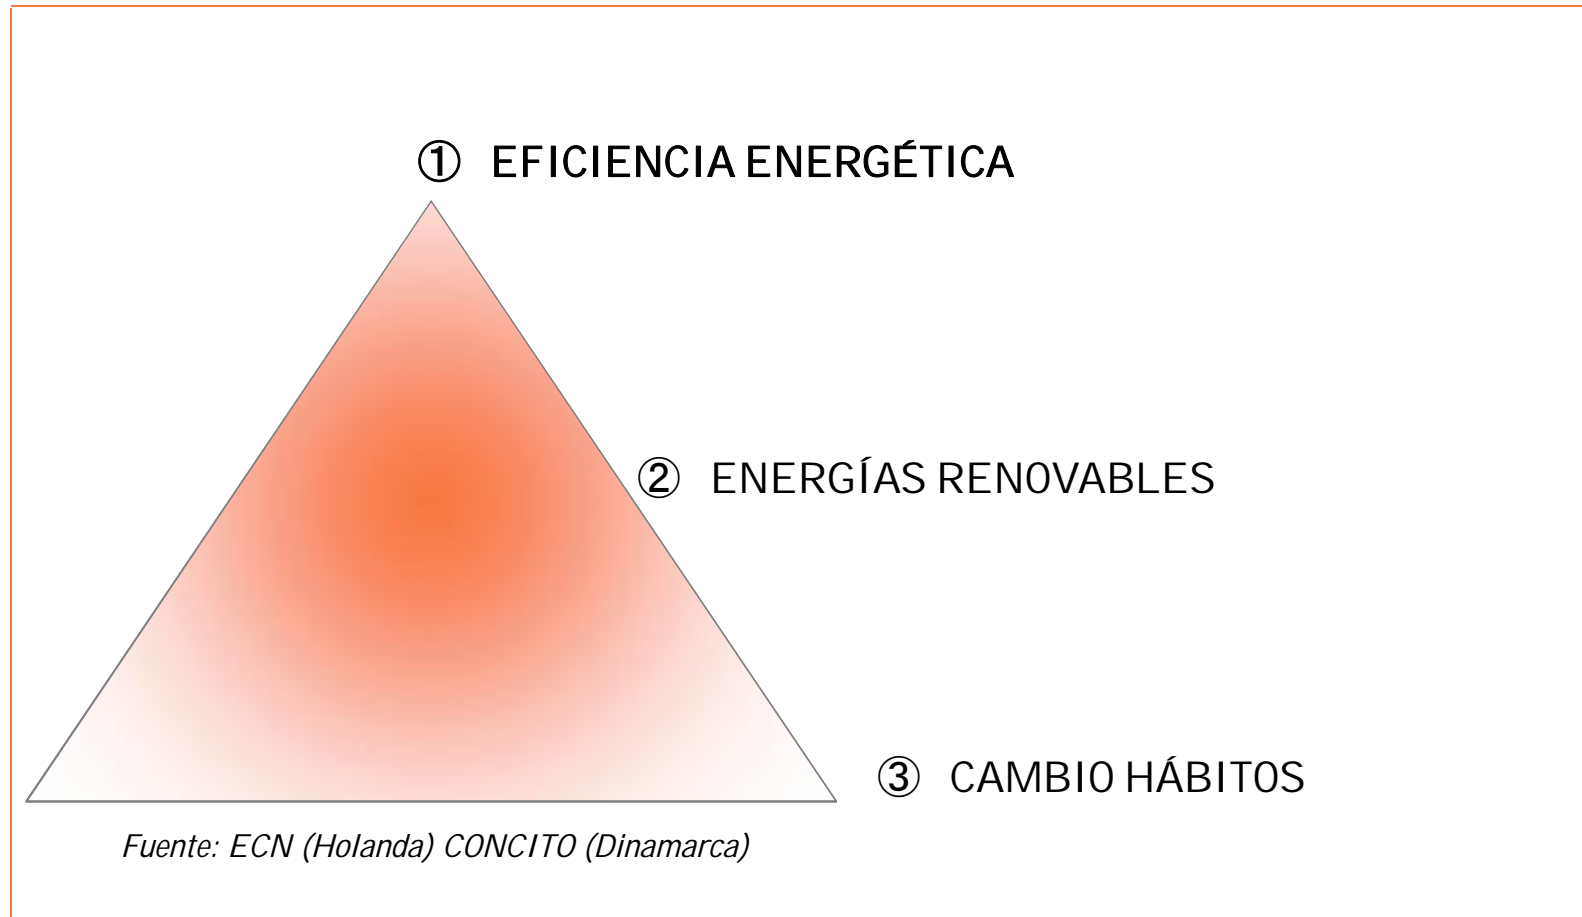 ① EFICIENCIA ENERGÉTICA
② ENERGÍAS RENOVABLES
③ CAMBIO HÁBITOS
Fuente: ECN (Holanda) CONCITO (Dinamarca)